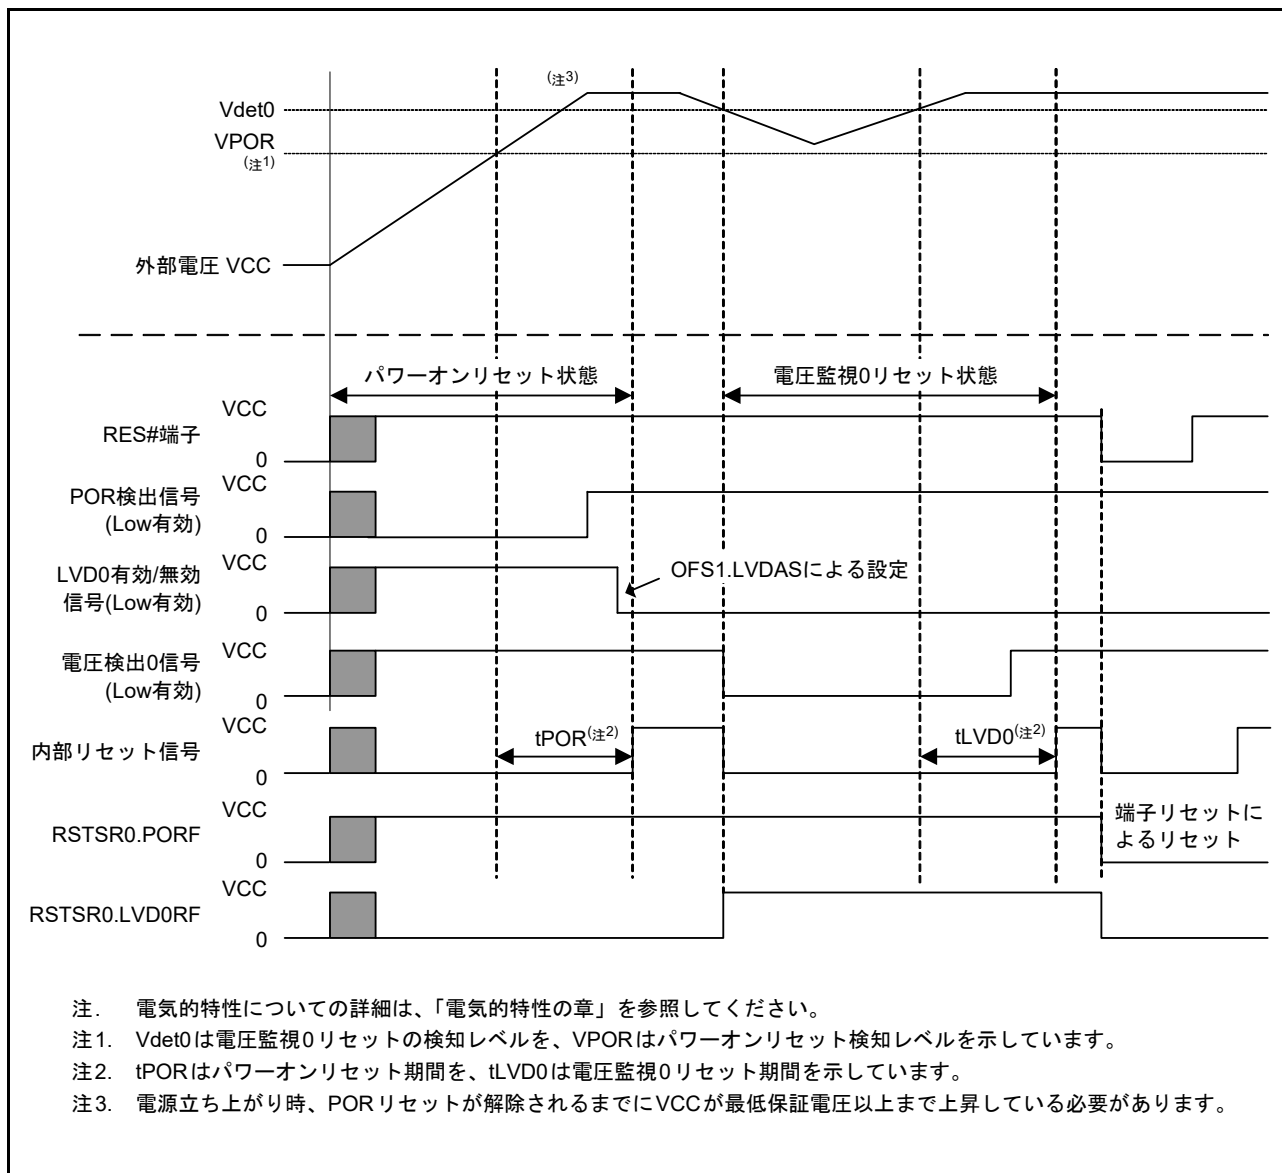 (注3)
Vdet0
VPOR
(注1)
外部電圧 VCC
パワーオンリセット状態
電圧監視0リセット状態
VCC
RES#端子
0
VCC
POR検出信号
(Low有効)
0
VCC
LVD0有効/無効
信号(Low有効)
0
OFS1.LVDASによる設定
VCC
電圧検出0信号
(Low有効)
0
VCC
内部リセット信号
0
tPOR(注2)
tLVD0(注2)
VCC
RSTSR0.PORF
0
端子リセットに
よるリセット
VCC
RSTSR0.LVD0RF
0
注. 電気的特性についての詳細は、「電気的特性の章」を参照してください。
注1. Vdet0は電圧監視0リセットの検知レベルを、VPORはパワーオンリセット検知レベルを示しています。
注2. tPORはパワーオンリセット期間を、tLVD0は電圧監視0リセット期間を示しています。
注3. 電源立ち上がり時、PORリセットが解除されるまでにVCCが最低保証電圧以上まで上昇している必要があります。